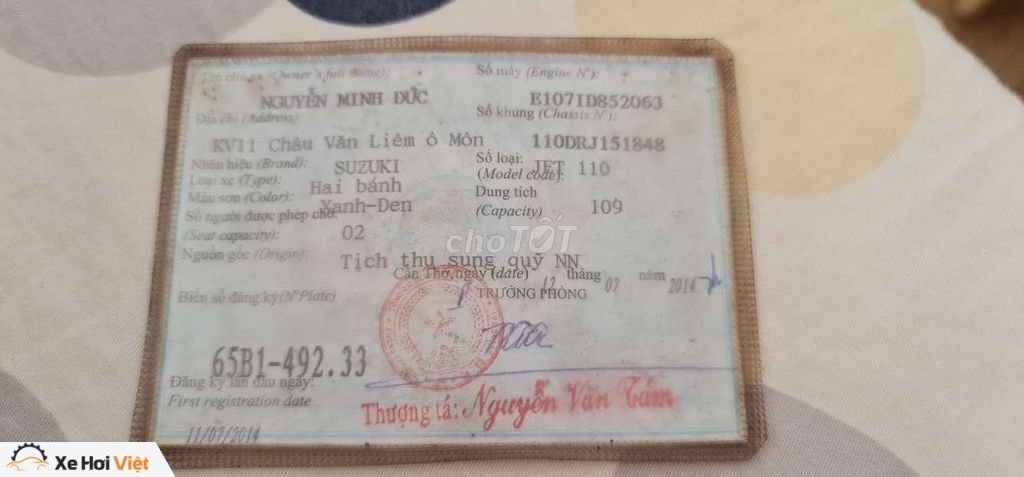 Tên chủ xe (Owner's full name):
NGUYỄN MINH ĐỨC
Địa chỉ (Address):
KV11 Châu Văn Liêm ô Môn
Nhãn hiệu (Brand): SUZUKI
Loại xe (Type): Hai bánh
Màu sơn (Color): Xanh-Đen
Số người được phép chở:
(Seat capacity): 02
Nguồn gốc (Origin): Tịch thu sung quỹ NN
Số máy (Engine Nº):
E1071D852063
Số khung (Chassis Nº):
110DRJ151848
Số loại: JET 110
(Model code):
Dung tích
(Capacity) 109
Cần Thơ, ngày (date) 12 tháng 07 năm 2014
TRƯỞNG PHÒNG
Biển số đăng ký (NºPlate)
65B1-492.33
Đăng ký lần đầu ngày:
First registration date
11/07/2014
Thượng tá: Nguyễn Văn Tám
choTỐT
Xe Hơi Việt